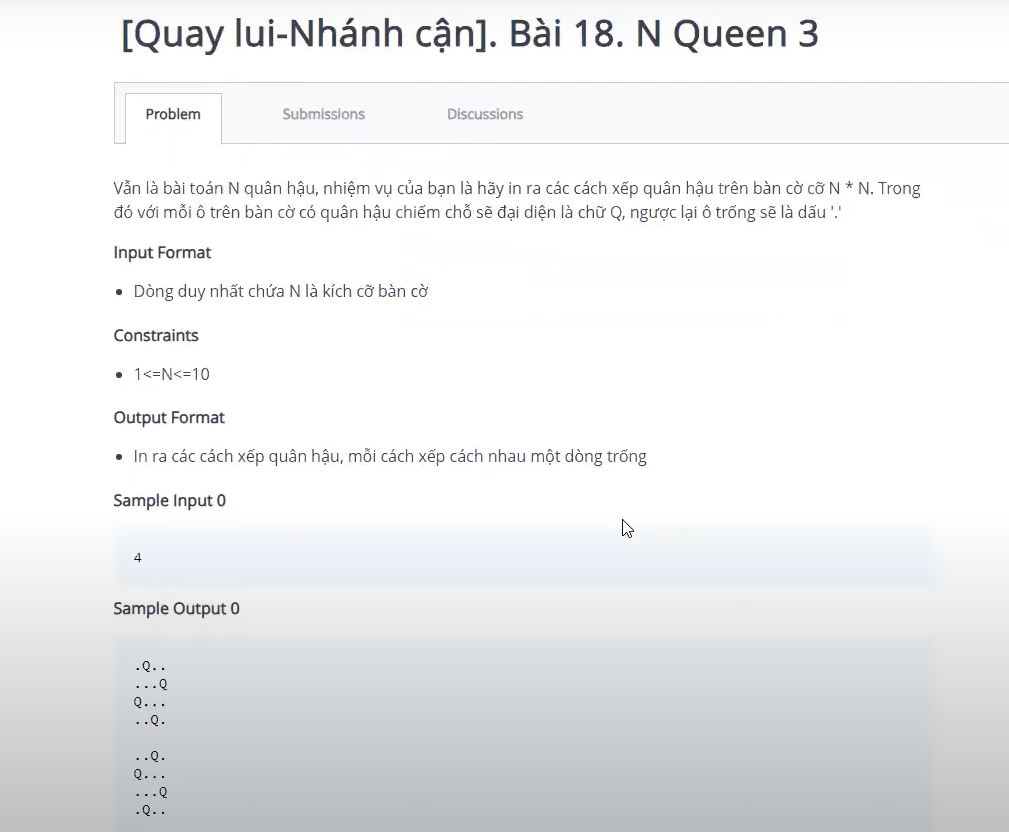 [Quay lui-Nhánh cận]. Bài 18. N Queen 3
Problem
Submissions
Discussions
Vẫn là bài toán N quân hậu, nhiệm vụ của bạn là hãy in ra các cách xếp quân hậu trên bàn cờ cỡ N * N. Trong
đó với mỗi ô trên bàn cờ có quân hậu chiếm chỗ sẽ đại diện là chữ Q, ngược lại ô trống sẽ là dấu '.'
Input Format
• Dòng duy nhất chứa N là kích cỡ bàn cờ
Constraints
• 1<=N<=10
Output Format
• In ra các cách xếp quân hậu, mỗi cách xếp cách nhau một dòng trống
Sample Input 0
4
Sample Output 0
.Q..
...Q
Q...
..Q.
..Q.
Q...
...Q
.Q..